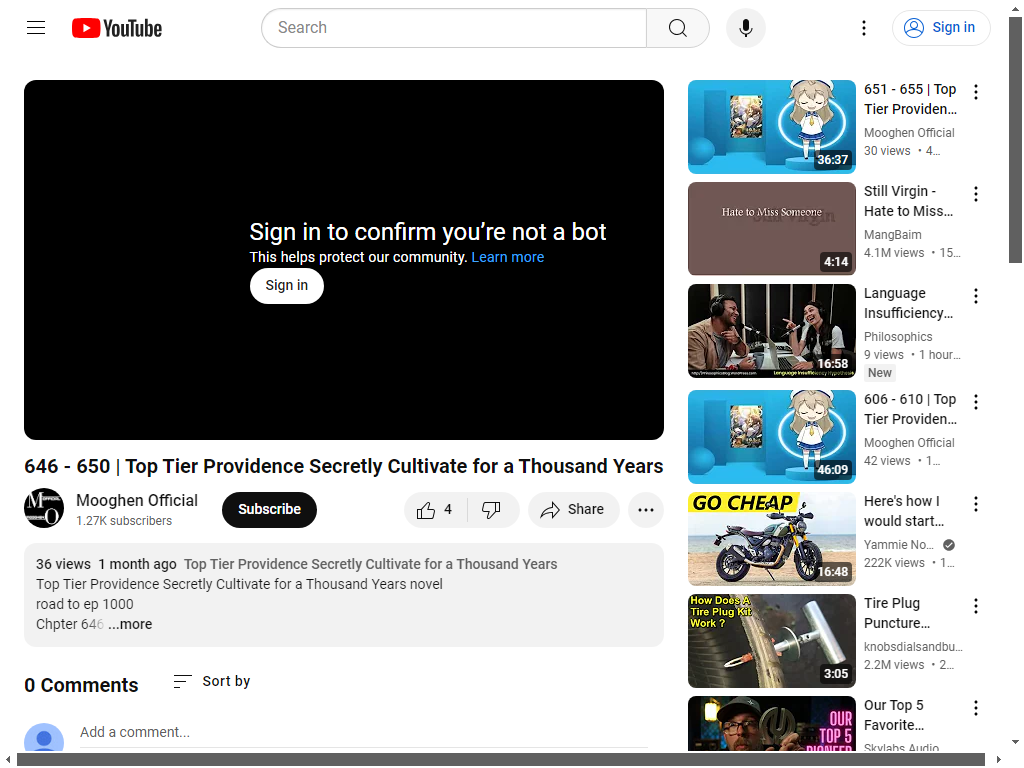 YouTube
Search
Sign in
Sign in to confirm you’re not a bot
This helps protect our community. Learn more
Sign in
646 - 650 | Top Tier Providence Secretly Cultivate for a Thousand Years
Mooghen Official
1.27K subscribers
Subscribe
4
Share
36 views 1 month ago Top Tier Providence Secretly Cultivate for a Thousand Years
Top Tier Providence Secretly Cultivate for a Thousand Years novel
road to ep 1000
Chpter 646 ...more
0 Comments
Sort by
Add a comment...
36:37
651 - 655 | Top
Tier Providen...
Mooghen Official
30 views • 4...
Hate to Miss Someone
Still Virgin
4:14
Still Virgin -
Hate to Miss...
MangBaim
4.1M views • 15...
16:58
Language Insufficiency Hypothesis
Language
Insufficiency...
Philosophics
9 views • 1 hour...
New
46:09
606 - 610 | Top
Tier Providen...
Mooghen Official
42 views • 1...
GO CHEAP
16:48
Here's how I
would start...
Yammie No...
222K views • 1...
How Does A
Tire Plug Kit
Work ?
3:05
Tire Plug
Puncture...
knobsdialsandbu...
2.2M views • 2...
OUR
TOP 5
PIONEER
Our Top 5
Favorite...
Skylabs Audio